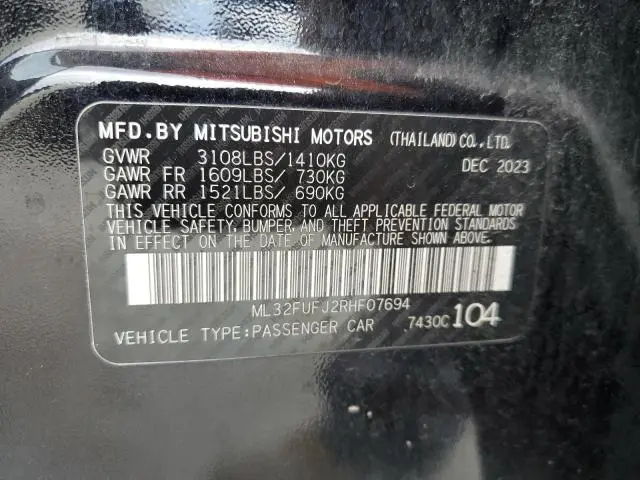 MFD.BY MITSUBISHI MOTORS (THAILAND) CO.,LTD.
GVWR 3108LBS/1410KG DEC 2023
GAWR FR 1609LBS/ 730KG
GAWR RR 1521LBS/ 690KG
THIS VEHICLE CONFORMS TO ALL APPLICABLE FEDERAL MOTOR
VEHICLE SAFETY, BUMPER, AND THEFT PREVENTION STANDARDS
IN EFFECT ON THE DATE OF MANUFACTURE SHOWN ABOVE.
ML32FUFJ2RHF07694
VEHICLE TYPE:PASSENGER CAR 7430C 104